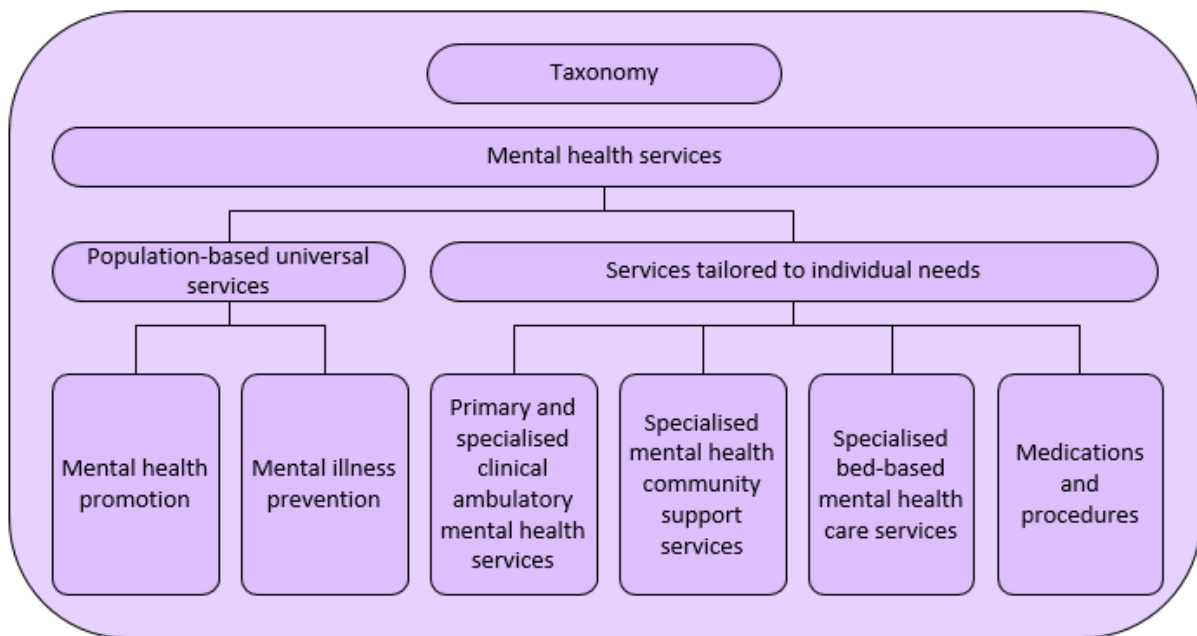 Taxonomy
Mental health services
Population-based universal
services
Services tailored to individual needs
Mental health
promotion
Mental illness
prevention
Primary and
specialised
clinical
ambulatory
mental health
services
Specialised
mental health
community
support
services
Specialised
bed-based
mental health
care services
Medications
and
procedures